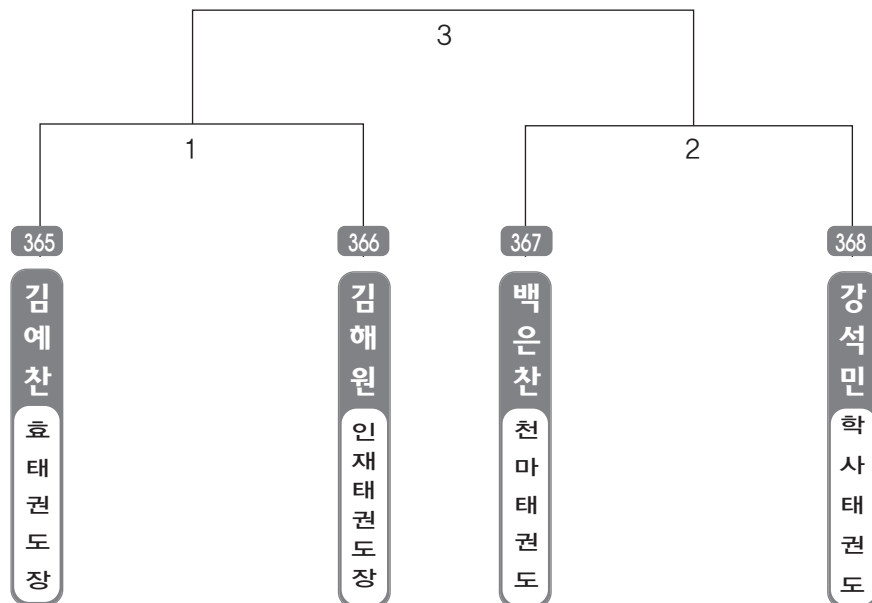 3
1
2
365
366
367
368
김예찬
김해원
백은찬
강석민
효태권도장
인재태권도장
천마태권도
학사태권도